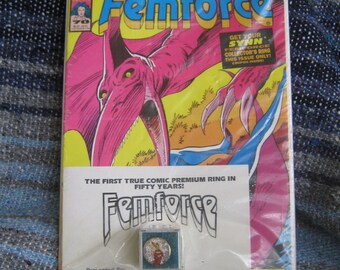 Femforce
70
GET YOUR
SYNN
COLLECTOR'S RING
THIS ISSUE ONLY!
THE FIRST TRUE COMIC PREMIUM RING IN
FIFTY YEARS!
Femforce